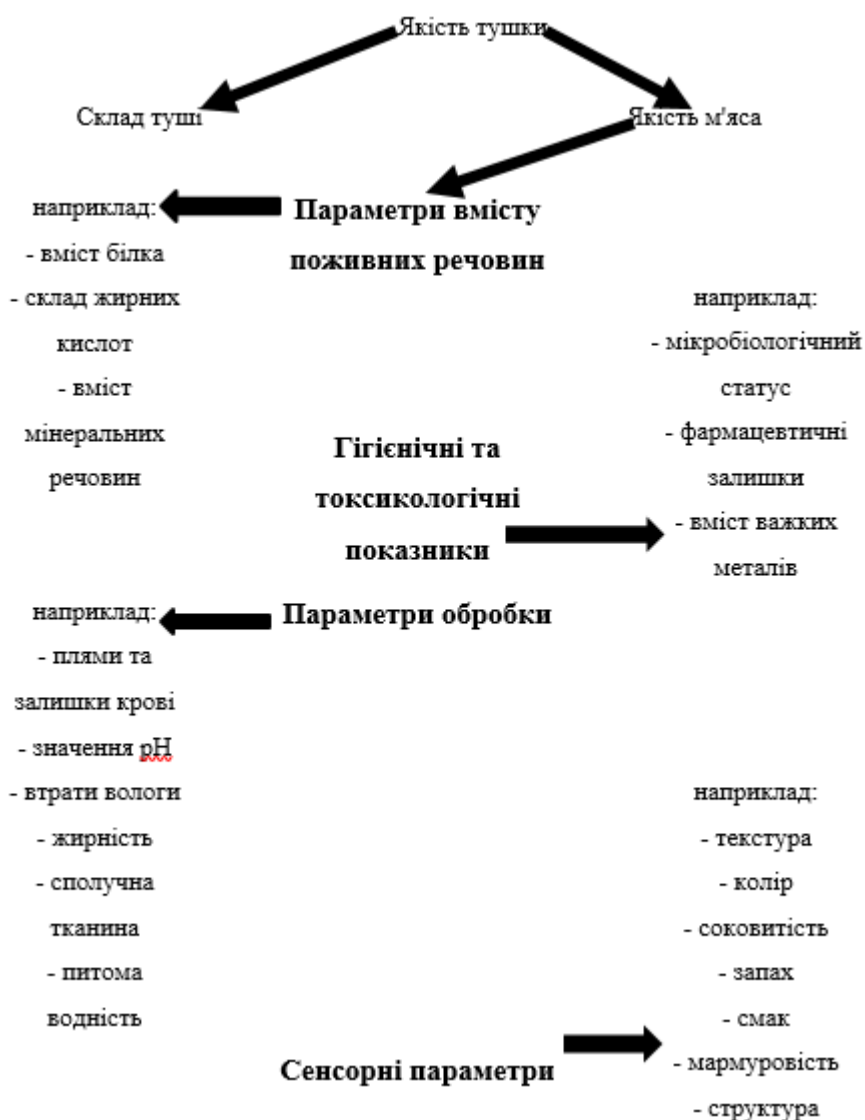 Якість тушки
Склад туші
Якість м'яса
Параметри вмісту
поживних речовин
наприклад:
- вміст білка
- склад жирних
кислот
- вміст
мінеральних
речовин
Гігієнічні та
токсикологічні
показники
наприклад:
- мікробіологічний
статус
- фармацевтичні
залишки
- вміст важких
металів
Параметри обробки
наприклад:
- плями та
залишки крові
- значення рН
- втрати вологи
- жирність
- сполучна
тканина
- питома
водність
Сенсорні параметри
наприклад:
- текстура
- колір
- соковитість
- запах
- смак
- мармуровість
- структура